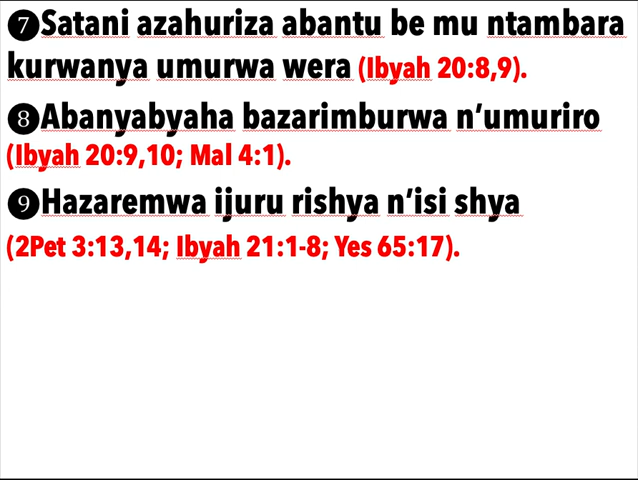 ❼Satani azahuriza abantu be mu ntambara
kurwanya umurwa wera (Ibyah 20:8,9).
❽Abanyabyaha bazarimburwa n’umuriro
(Ibyah 20:9,10; Mal 4:1).
❾Hazaremwa ijuru rishya n’isi shya
(2Pet 3:13,14; Ibyah 21:1-8; Yes 65:17).